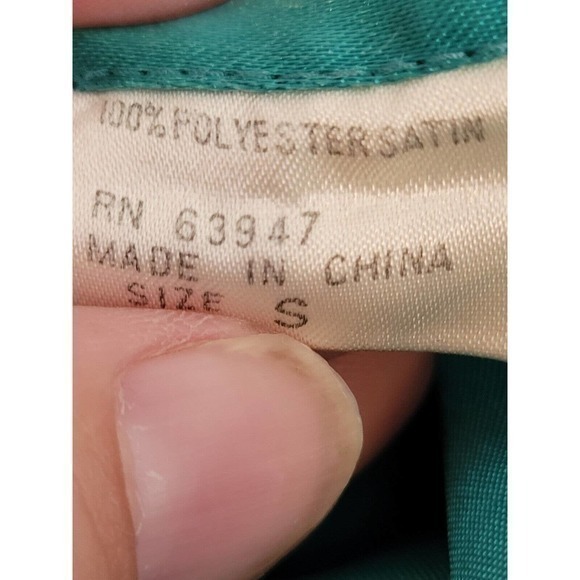 100% POLYESTER SATIN
RN 63947
MADE IN CHINA
SIZE S